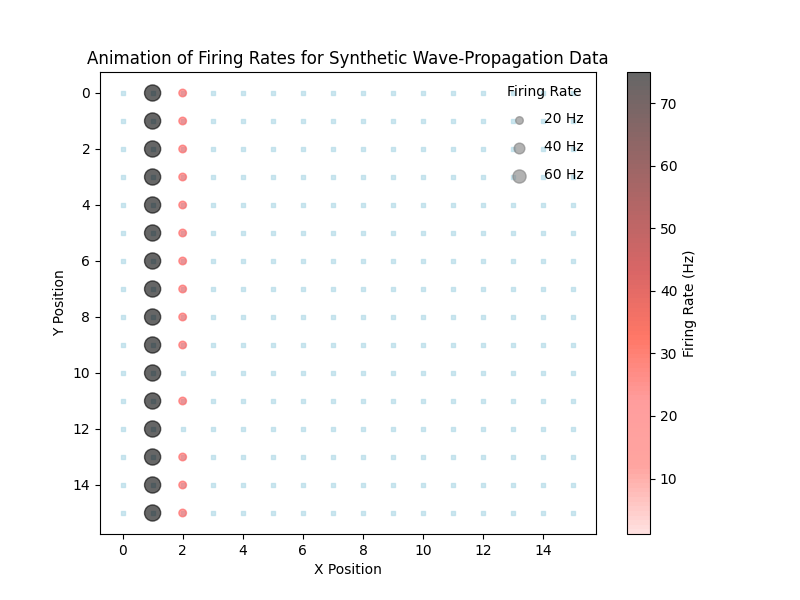 Animation of Firing Rates for Synthetic Wave-Propagation Data
Firing Rate
20 Hz
40 Hz
60 Hz
0
2
4
6
8
10
12
14
Y Position
0 2 4 6 8 10 12 14
X Position
70
60
50
40
30
20
10
Firing Rate (Hz)